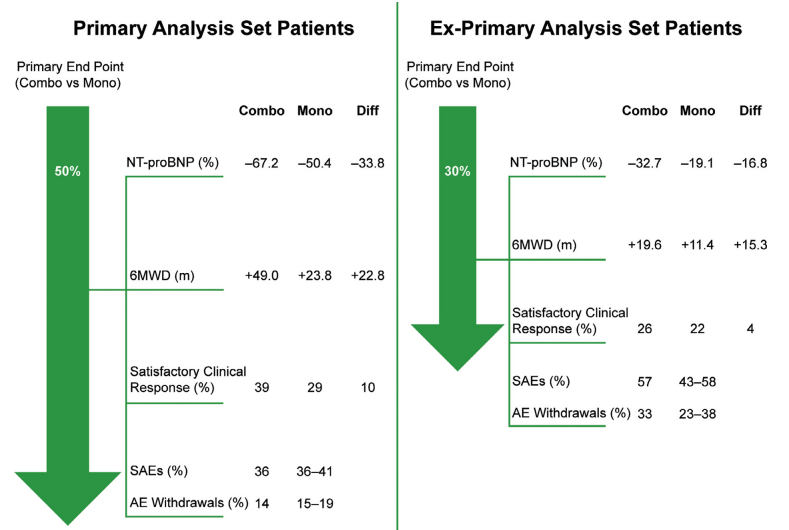 Primary Analysis Set Patients
Primary End Point
(Combo vs Mono)
Combo Mono Diff
50%
NT-proBNP (%) –67.2 –50.4 –33.8
6MWD (m) +49.0 +23.8 +22.8
Satisfactory Clinical
Response (%) 39 29 10
SAEs (%) 36 36–41
AE Withdrawals (%) 14 15–19
Ex-Primary Analysis Set Patients
Primary End Point
(Combo vs Mono)
Combo Mono Diff
30%
NT-proBNP (%) –32.7 –19.1 –16.8
6MWD (m) +19.6 +11.4 +15.3
Satisfactory Clinical
Response (%) 26 22 4
SAEs (%) 57 43–58
AE Withdrawals (%) 33 23–38